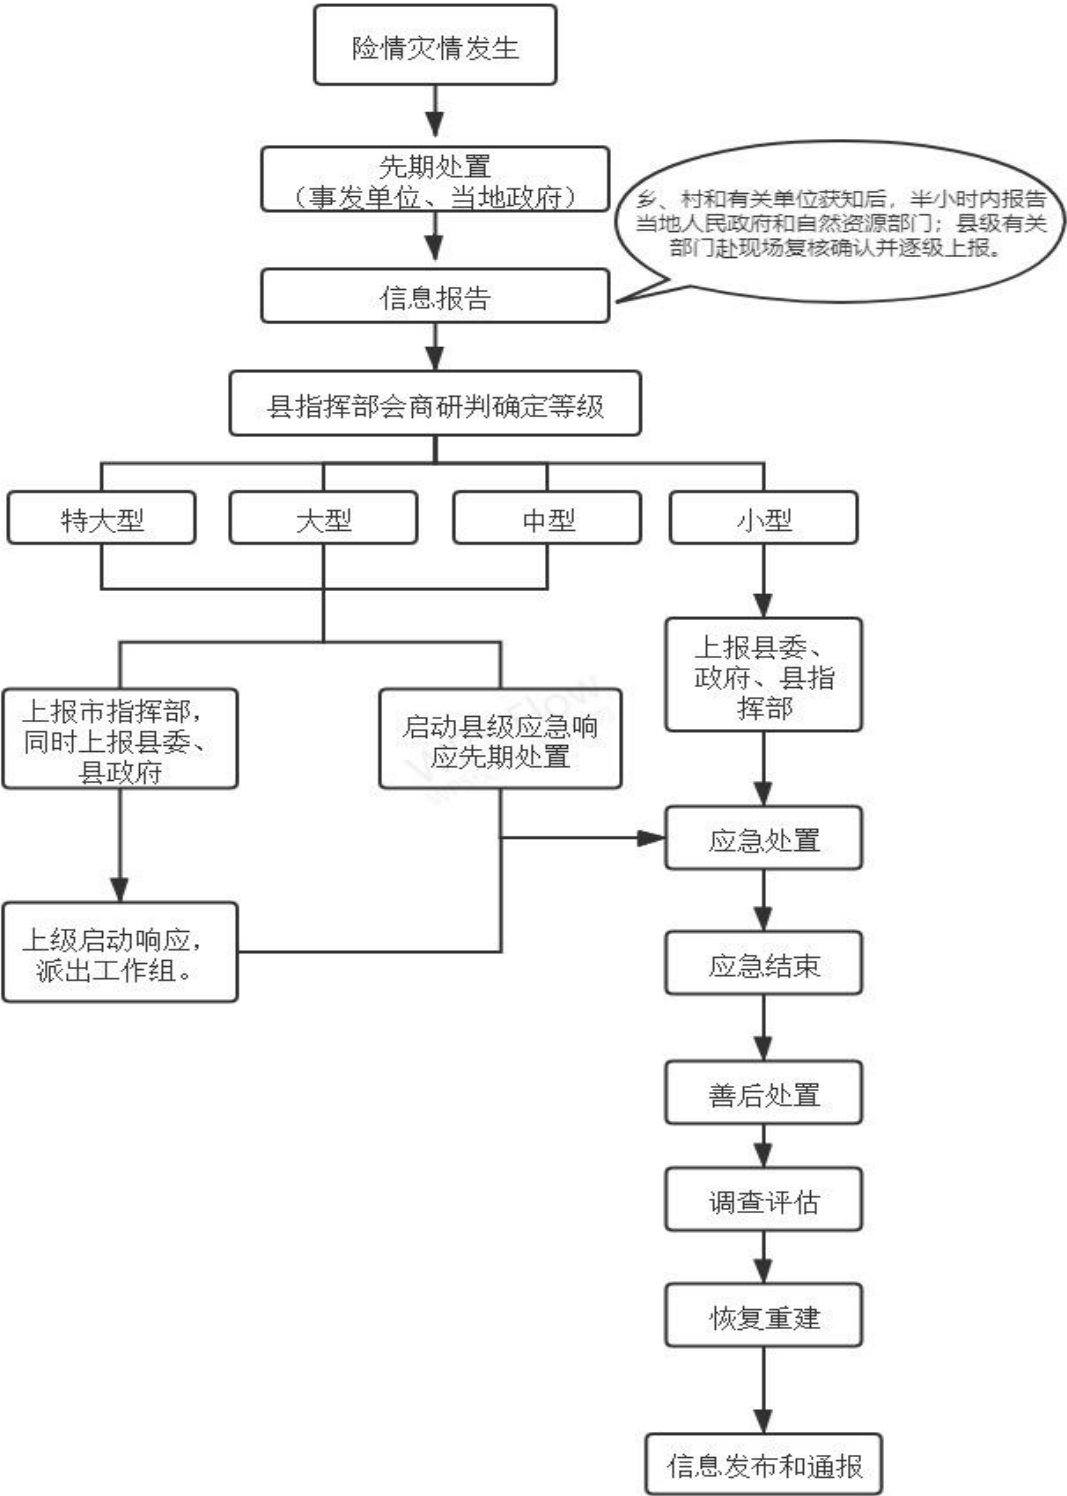 险情灾情发生
先期处置
（事发单位、当地政府）
乡、村和有关单位获知后，半小时内报告
当地人民政府和自然资源部门；县级有关
部门赴现场复核确认并逐级上报。
信息报告
县指挥部会商研判确定等级
特大型
大型
中型
小型
上报县委、
政府、县指
挥部
上报市指挥部，
同时上报县委、
县政府
启动县级应急响
应先期处置
应急处置
上级启动响应，
派出工作组。
应急结束
善后处置
调查评估
恢复重建
信息发布和通报